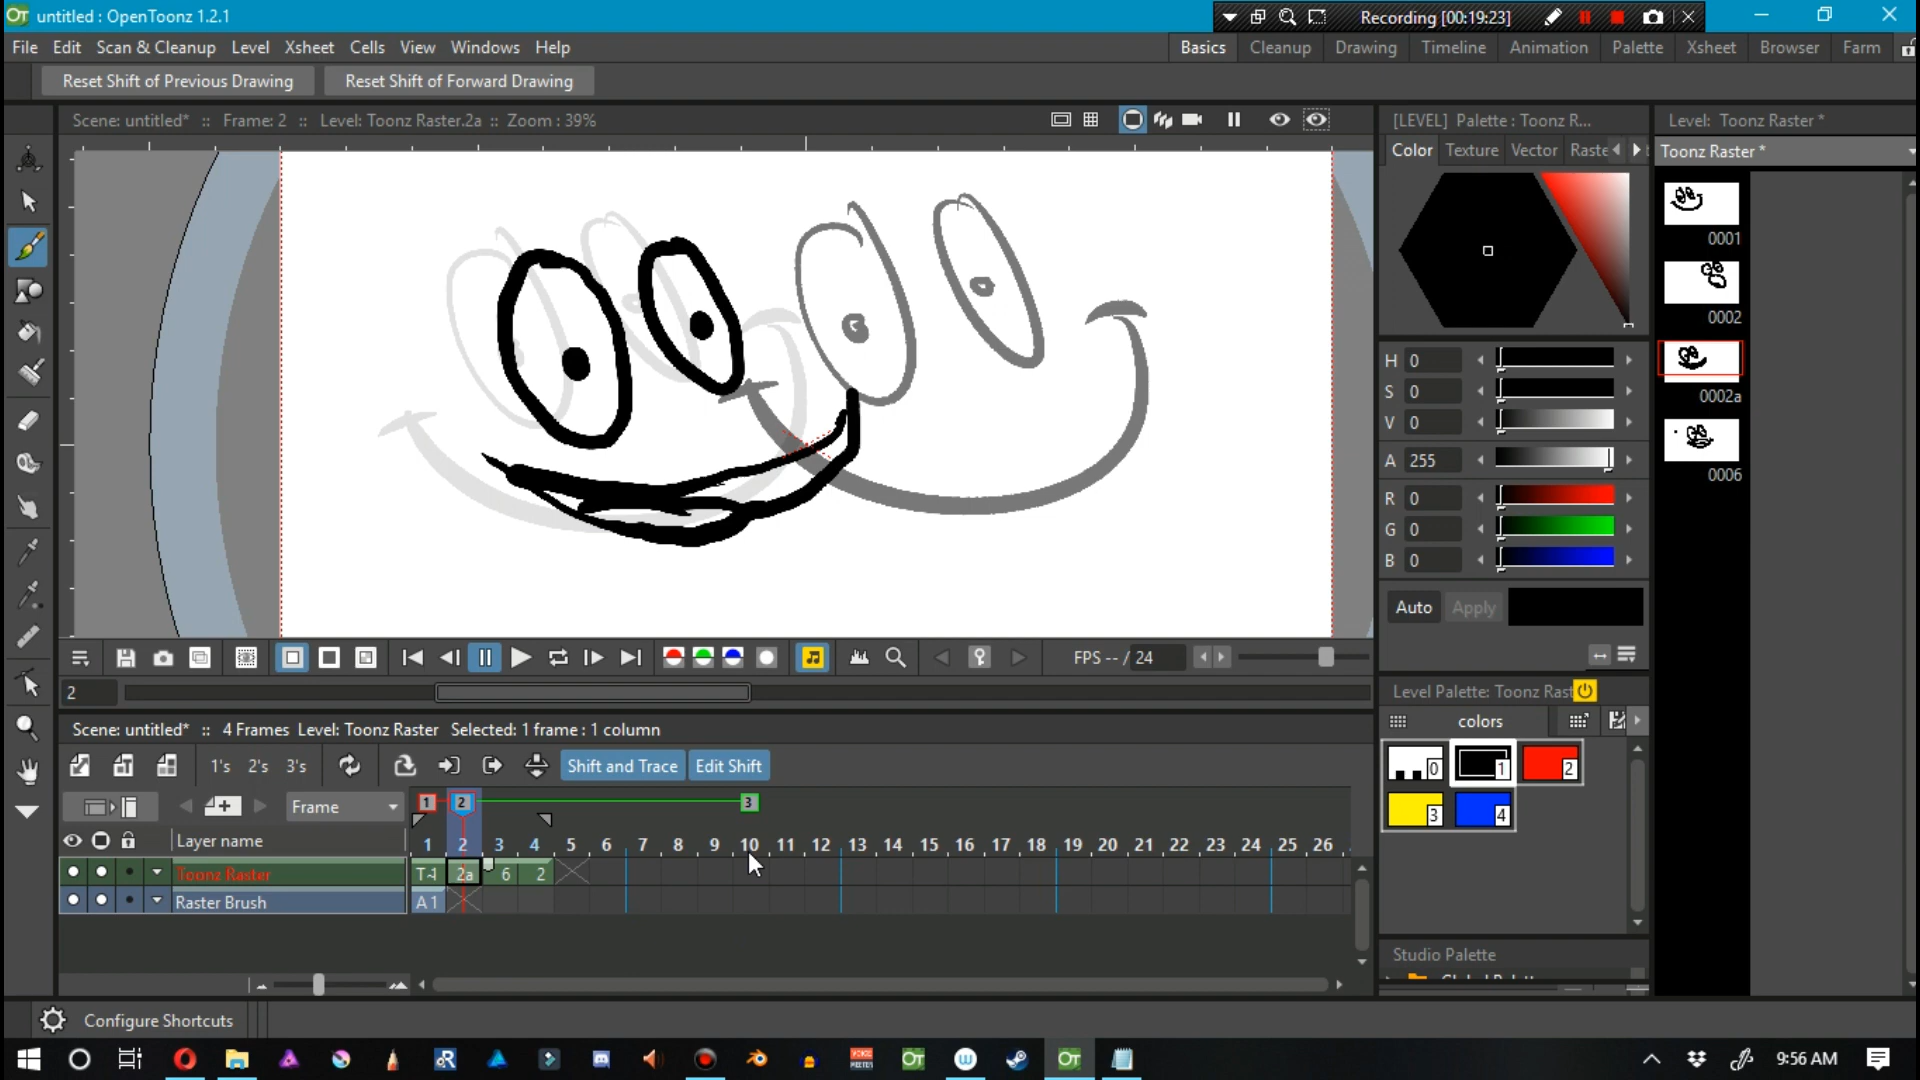 untitled : OpenToonz 1.2.1
Recording [00:19:23]
File Edit Scan & Cleanup Level Xsheet Cells View Windows Help
Basics Cleanup Drawing Timeline Animation Palette Xsheet Browser Farm
Reset Shift of Previous Drawing Reset Shift of Forward Drawing
Scene: untitled* :: Frame: 2 :: Level: Toonz Raster.2a :: Zoom : 39%
[LEVEL] Palette : Toonz R...
Level: Toonz Raster *
Color Texture Vector Raste
Toonz Raster *
0001
0002
0002a
0006
H 0
S 0
V 0
A 255
R 0
G 0
B 0
Auto Apply
FPS -- / 24
2
Level Palette: Toonz Rast
colors
0 1 2
3 4
Studio Palette
Scene: untitled* :: 4 Frames Level: Toonz Raster Selected: 1 frame : 1 column
1's 2's 3's Shift and Trace Edit Shift
Frame
1 2 3
Layer name
1 2 3 4 5 6 7 8 9 10 11 12 13 14 15 16 17 18 19 20 21 22 23 24 25 26
Toonz Raster 2a 6 2
Raster Brush A 1
Configure Shortcuts
9:56 AM